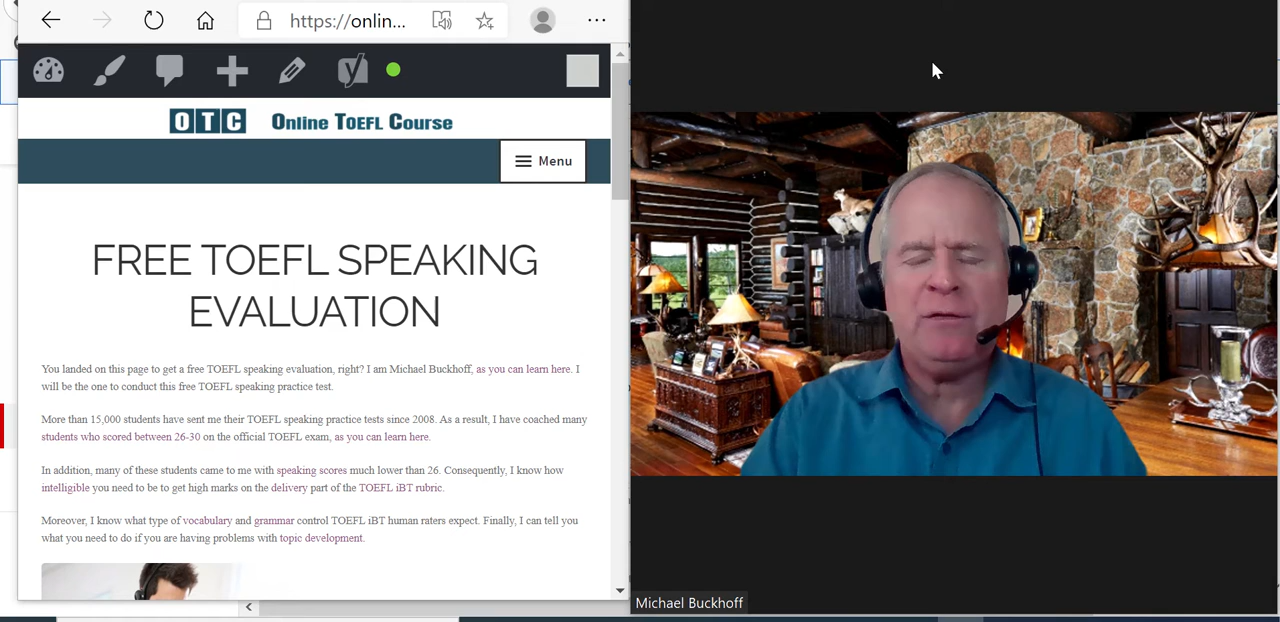 https://onlin...
OTC Online TOEFL Course
Menu
FREE TOEFL SPEAKING
EVALUATION
You landed on this page to get a free TOEFL speaking evaluation, right? I am Michael Buckhoff, as you can learn here. I
will be the one to conduct this free TOEFL speaking practice test.
More than 15,000 students have sent me their TOEFL speaking practice tests since 2008. As a result, I have coached many
students who scored between 26-30 on the official TOEFL exam, as you can learn here.
In addition, many of these students came to me with speaking scores much lower than 26. Consequently, I know how
intelligible you need to be to get high marks on the delivery part of the TOEFL iBT rubric.
Moreover, I know what type of vocabulary and grammar control TOEFL iBT human raters expect. Finally, I can tell you
what you need to do if you are having problems with topic development.
Michael Buckhoff